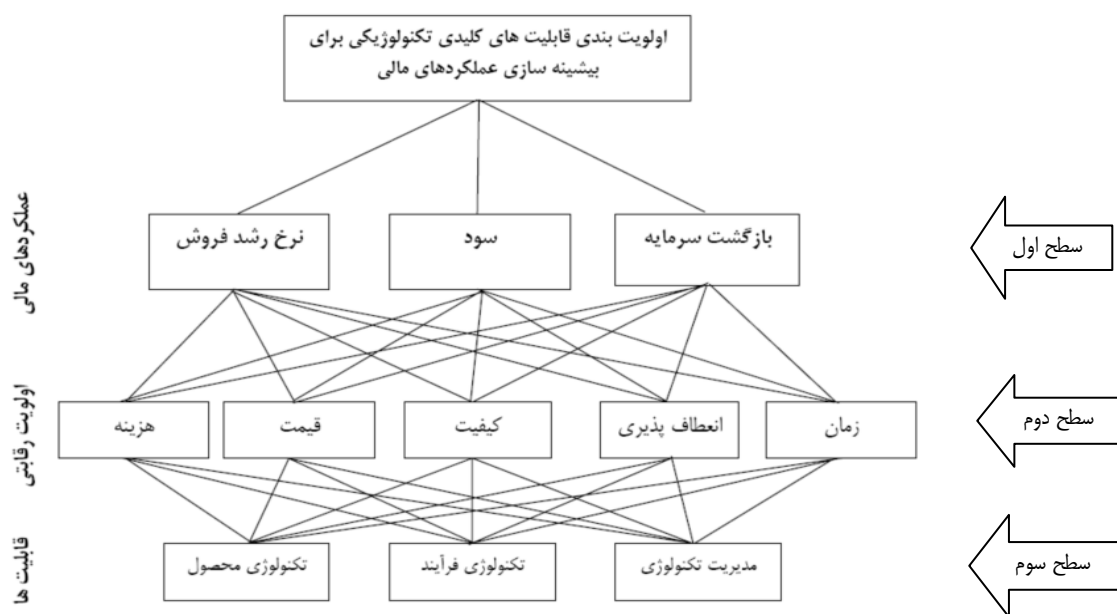 اولویت بندی قابلیت های کلیدی تکنولوژیکی برای
بیشینه سازی عملکردهای مالی
عملکردهای مالی
بازگشت سرمایه
سود
نرخ رشد فروش
سطح اول
اولویت رقابتی
زمان
انعطاف پذیری
کیفیت
قیمت
هزینه
سطح دوم
قابلیت ها
مدیریت تکنولوژی
تکنولوژی فرآیند
تکنولوژی محصول
سطح سوم